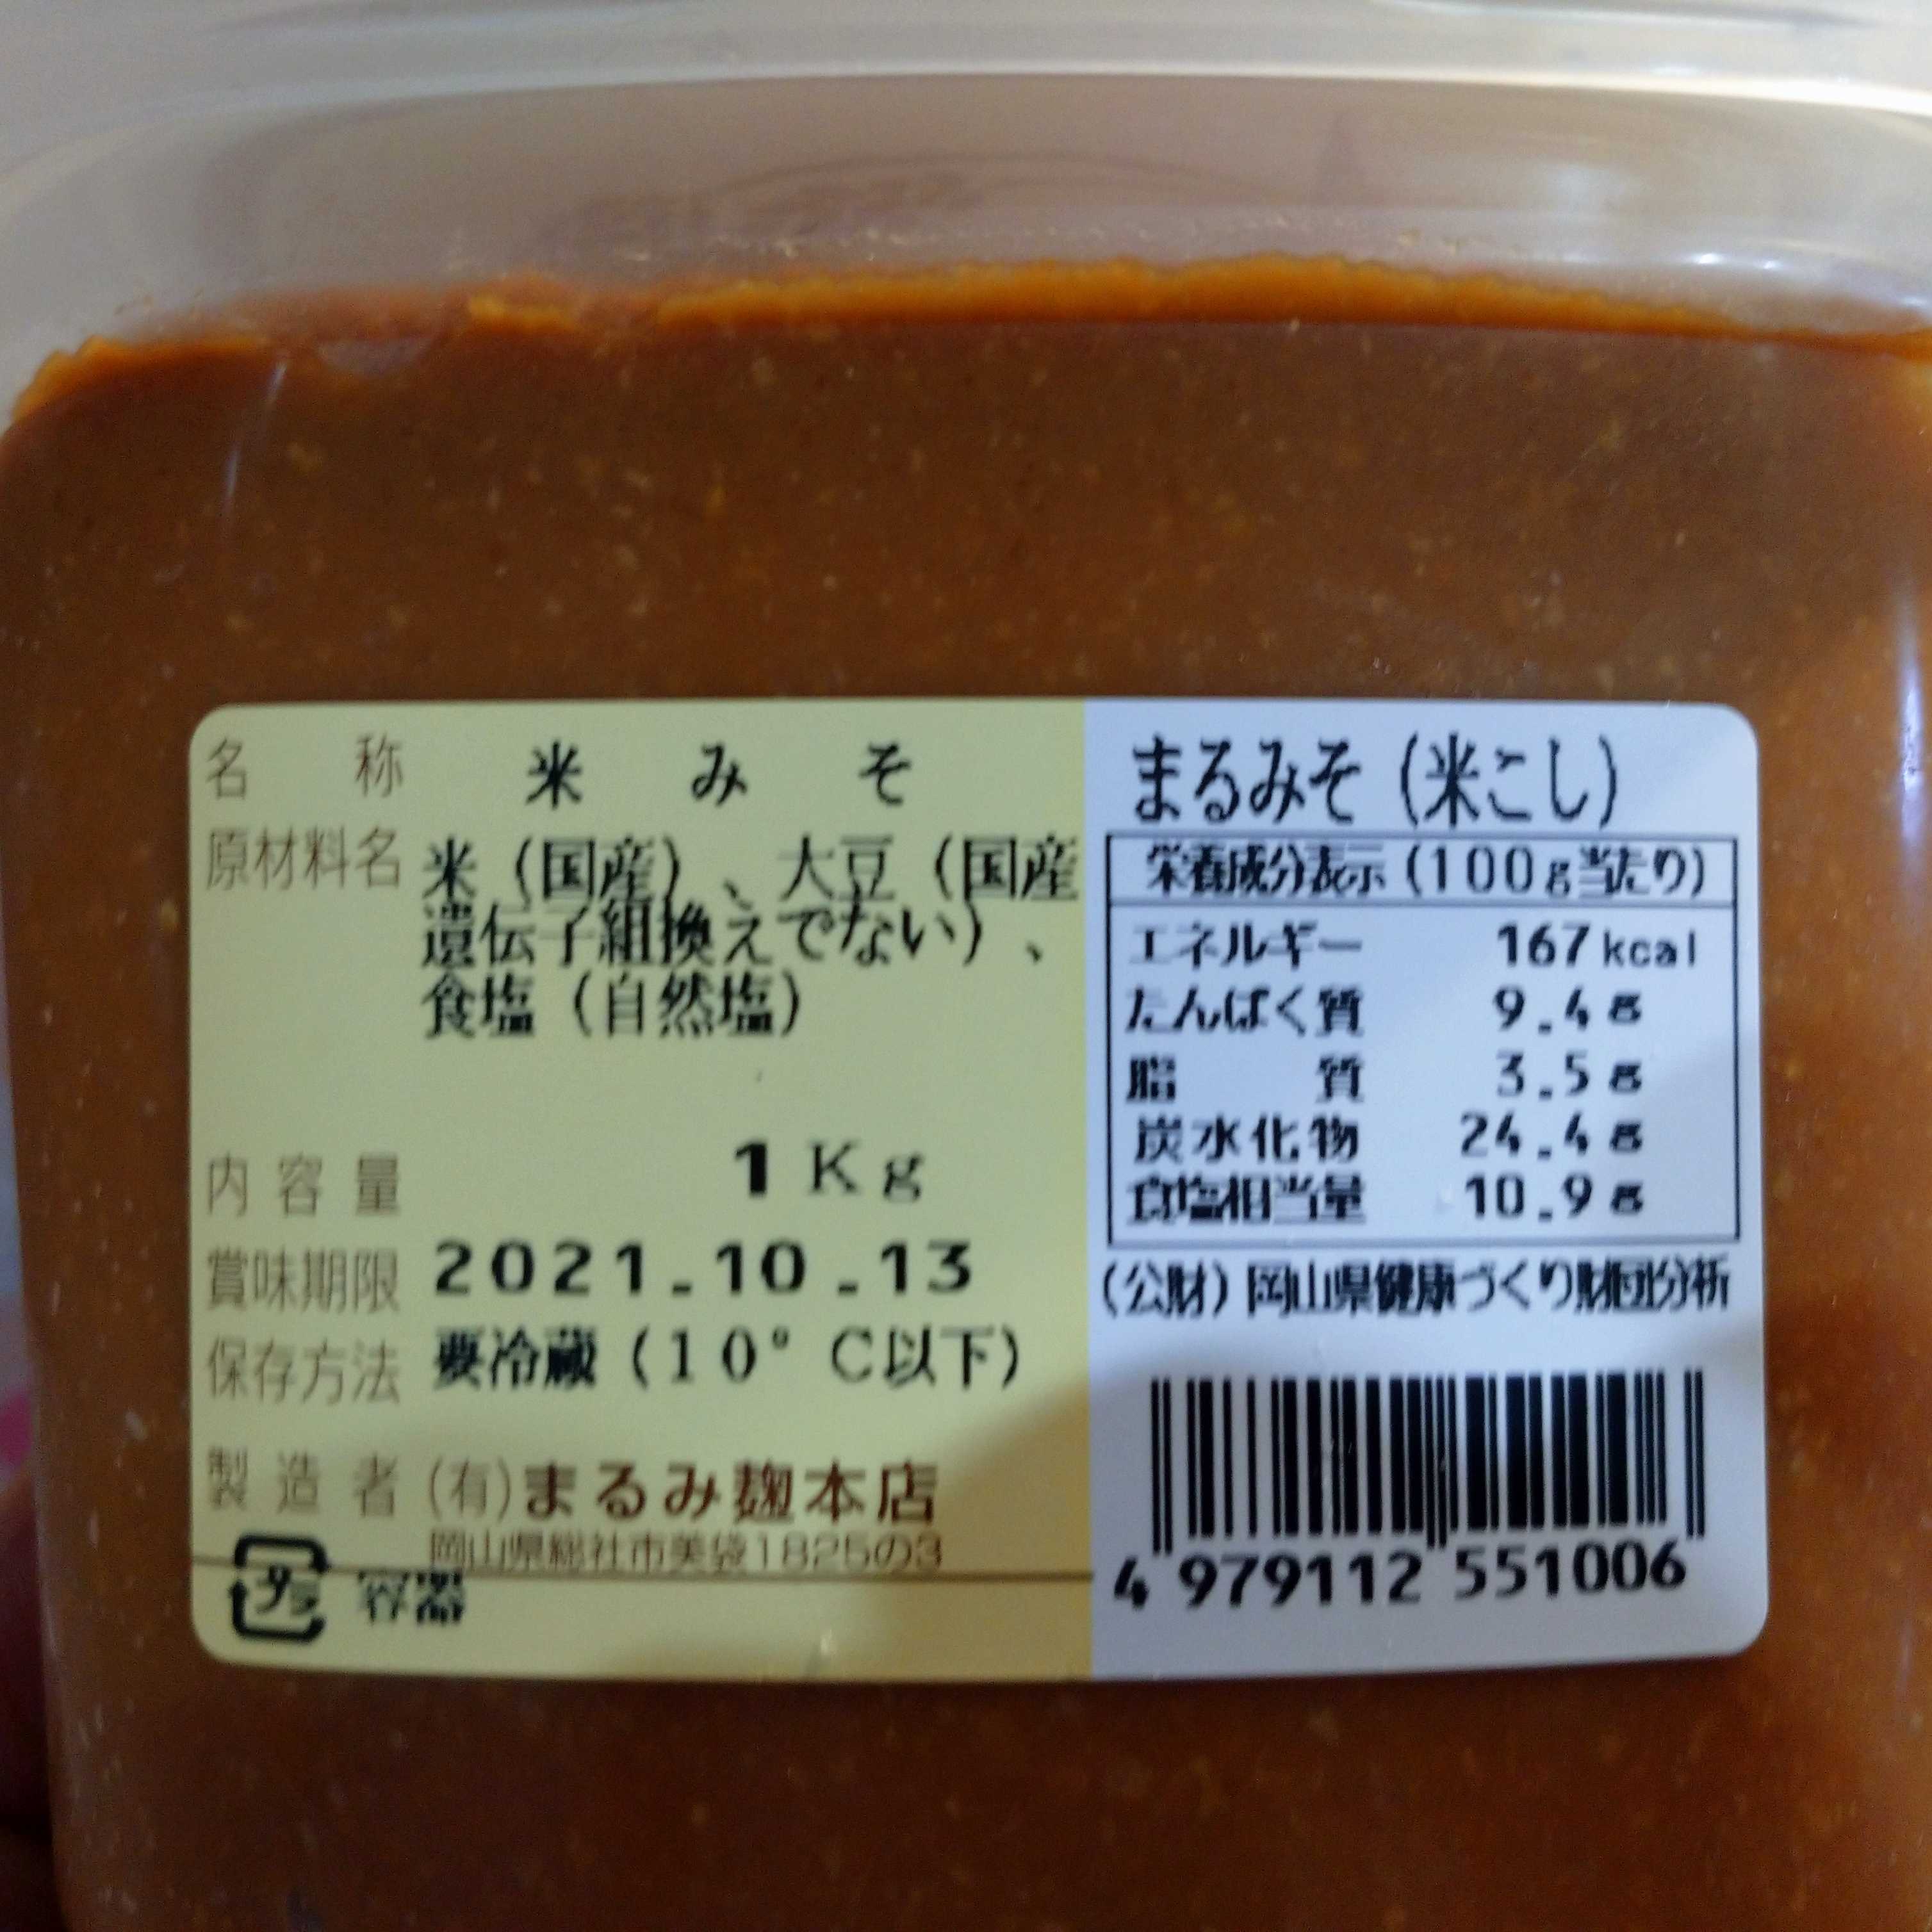 名称 米みそ
原材料名 米（国産）、大豆（国産
遺伝子組換えでない）、
食塩（自然塩）
内容量 1Kg
賞味期限 2021.10.13
保存方法 要冷蔵（10°C以下）
製造者 (有)まるみ麹本店
岡山県総社市美袋1825の3
プラ 容器
まるみそ（米こし）
栄養成分表示（100g当たり）
エネルギー 167kcal
たんぱく質 9.4g
脂質 3.5g
炭水化物 24.4g
食塩相当量 10.9g
（公財）岡山県健康づくり財団分析
4 979112 551006